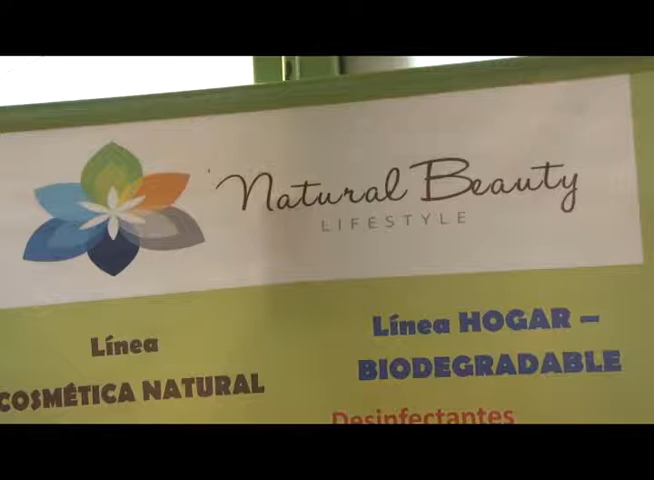 Natural Beauty
LIFESTYLE
Línea
COSMÉTICA NATURAL
Línea HOGAR –
BIODEGRADABLE
Desinfectantes